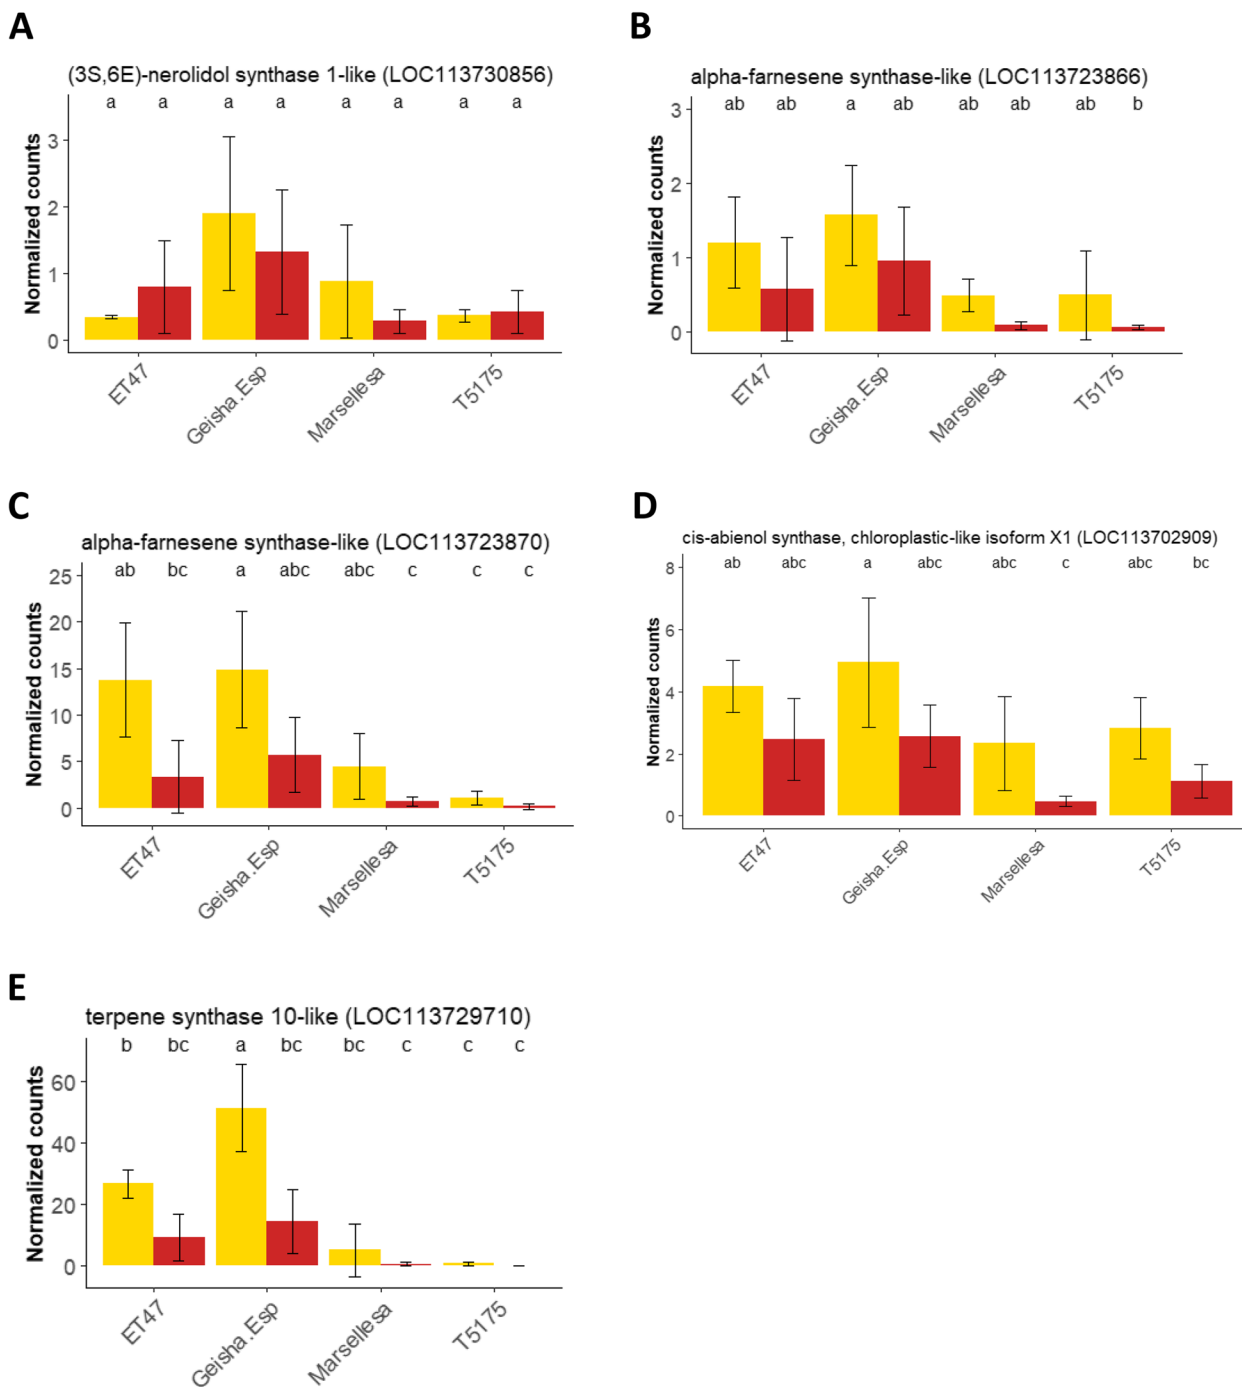 A
(3S,6E)-nerolidol synthase 1-like (LOC113730856)
a a a a a a a a
Normalized counts
3
2
1
0
ET47 Geisha.Esp Marsellesa T5175
B
alpha-farnesene synthase-like (LOC113723866)
ab ab a ab ab ab ab b
Normalized counts
3
2
1
0
ET47 Geisha.Esp Marsellesa T5175
C
alpha-farnesene synthase-like (LOC113723870)
ab bc a abc abc c c c
Normalized counts
25
20
15
10
5
0
ET47 Geisha.Esp Marsellesa T5175
D
cis-abienol synthase, chloroplastic-like isoform X1 (LOC113702909)
ab abc a abc abc c abc bc
Normalized counts
8
6
4
2
0
ET47 Geisha.Esp Marsellesa T5175
E
terpene synthase 10-like (LOC113729710)
b bc a bc bc c c c
Normalized counts
60
40
20
0
ET47 Geisha.Esp Marsellesa T5175